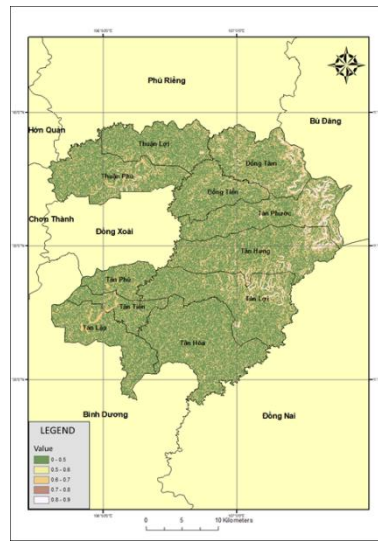 Phú Riềng
Bù Đăng
Hớn Quản
Thuận Lợi
Đồng Tâm
Thuận Phú
Đồng Tiến
Tân Phước
Chơn Thành
Đồng Xoài
Tân Hưng
Tân Phú
Tân Lợi
Tân Tiến
Tân Lập
Tân Hòa
Bình Dương
Đồng Nai
LEGEND
Value
0 - 0.5
0.5 - 0.6
0.6 - 0.7
0.7 - 0.8
0.8 - 0.9
0 5 10 Kilometers